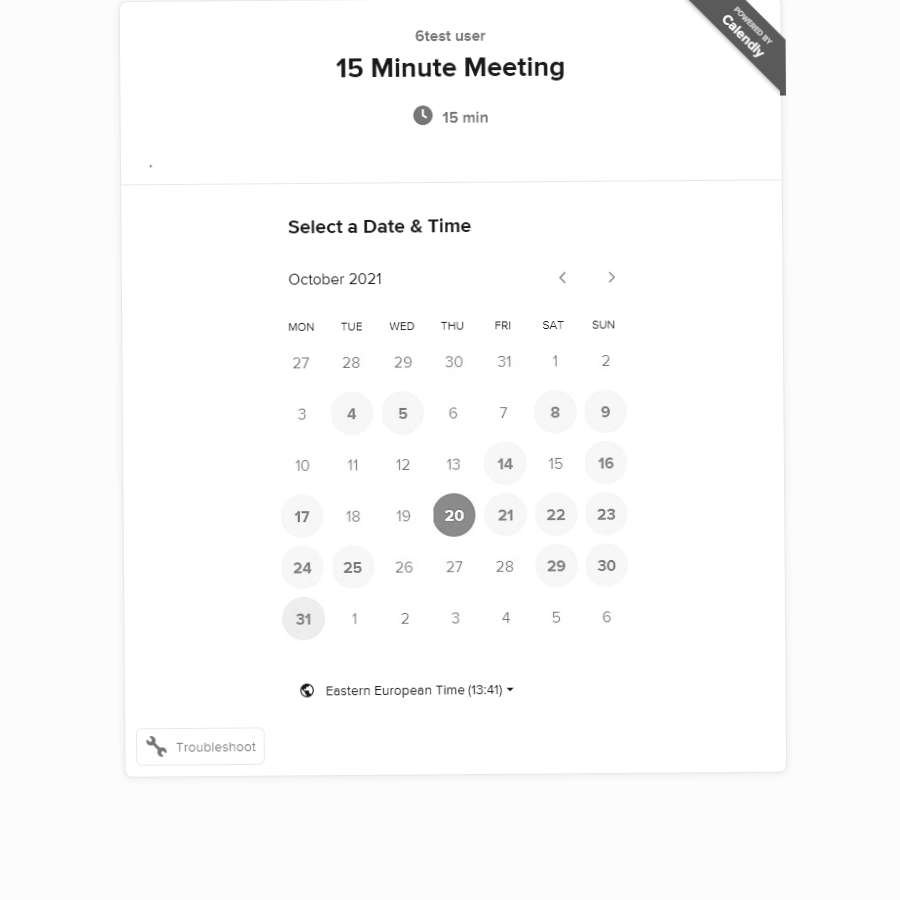 POWERED BY
Calendly
6test user
15 Minute Meeting
15 min
.
Select a Date & Time
October 2021
MON TUE WED THU FRI SAT SUN
27 28 29 30 31 1 2
3 4 5 6 7 8 9
10 11 12 13 14 15 16
17 18 19 20 21 22 23
24 25 26 27 28 29 30
31 1 2 3 4 5 6
Eastern European Time (13:41)
Troubleshoot